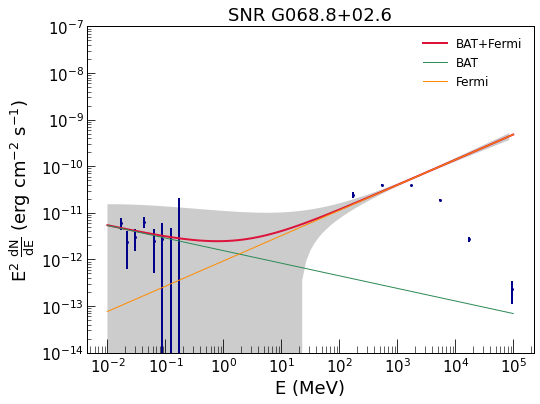 SNR G068.8+02.6
10⁻⁷
10⁻⁸
10⁻⁹
10⁻¹⁰
10⁻¹¹
10⁻¹²
10⁻¹³
10⁻¹⁴
E² dN/dE (erg cm⁻² s⁻¹)
BAT+Fermi
BAT
Fermi
10⁻² 10⁻¹ 10⁰ 10¹ 10² 10³ 10⁴ 10⁵
E (MeV)